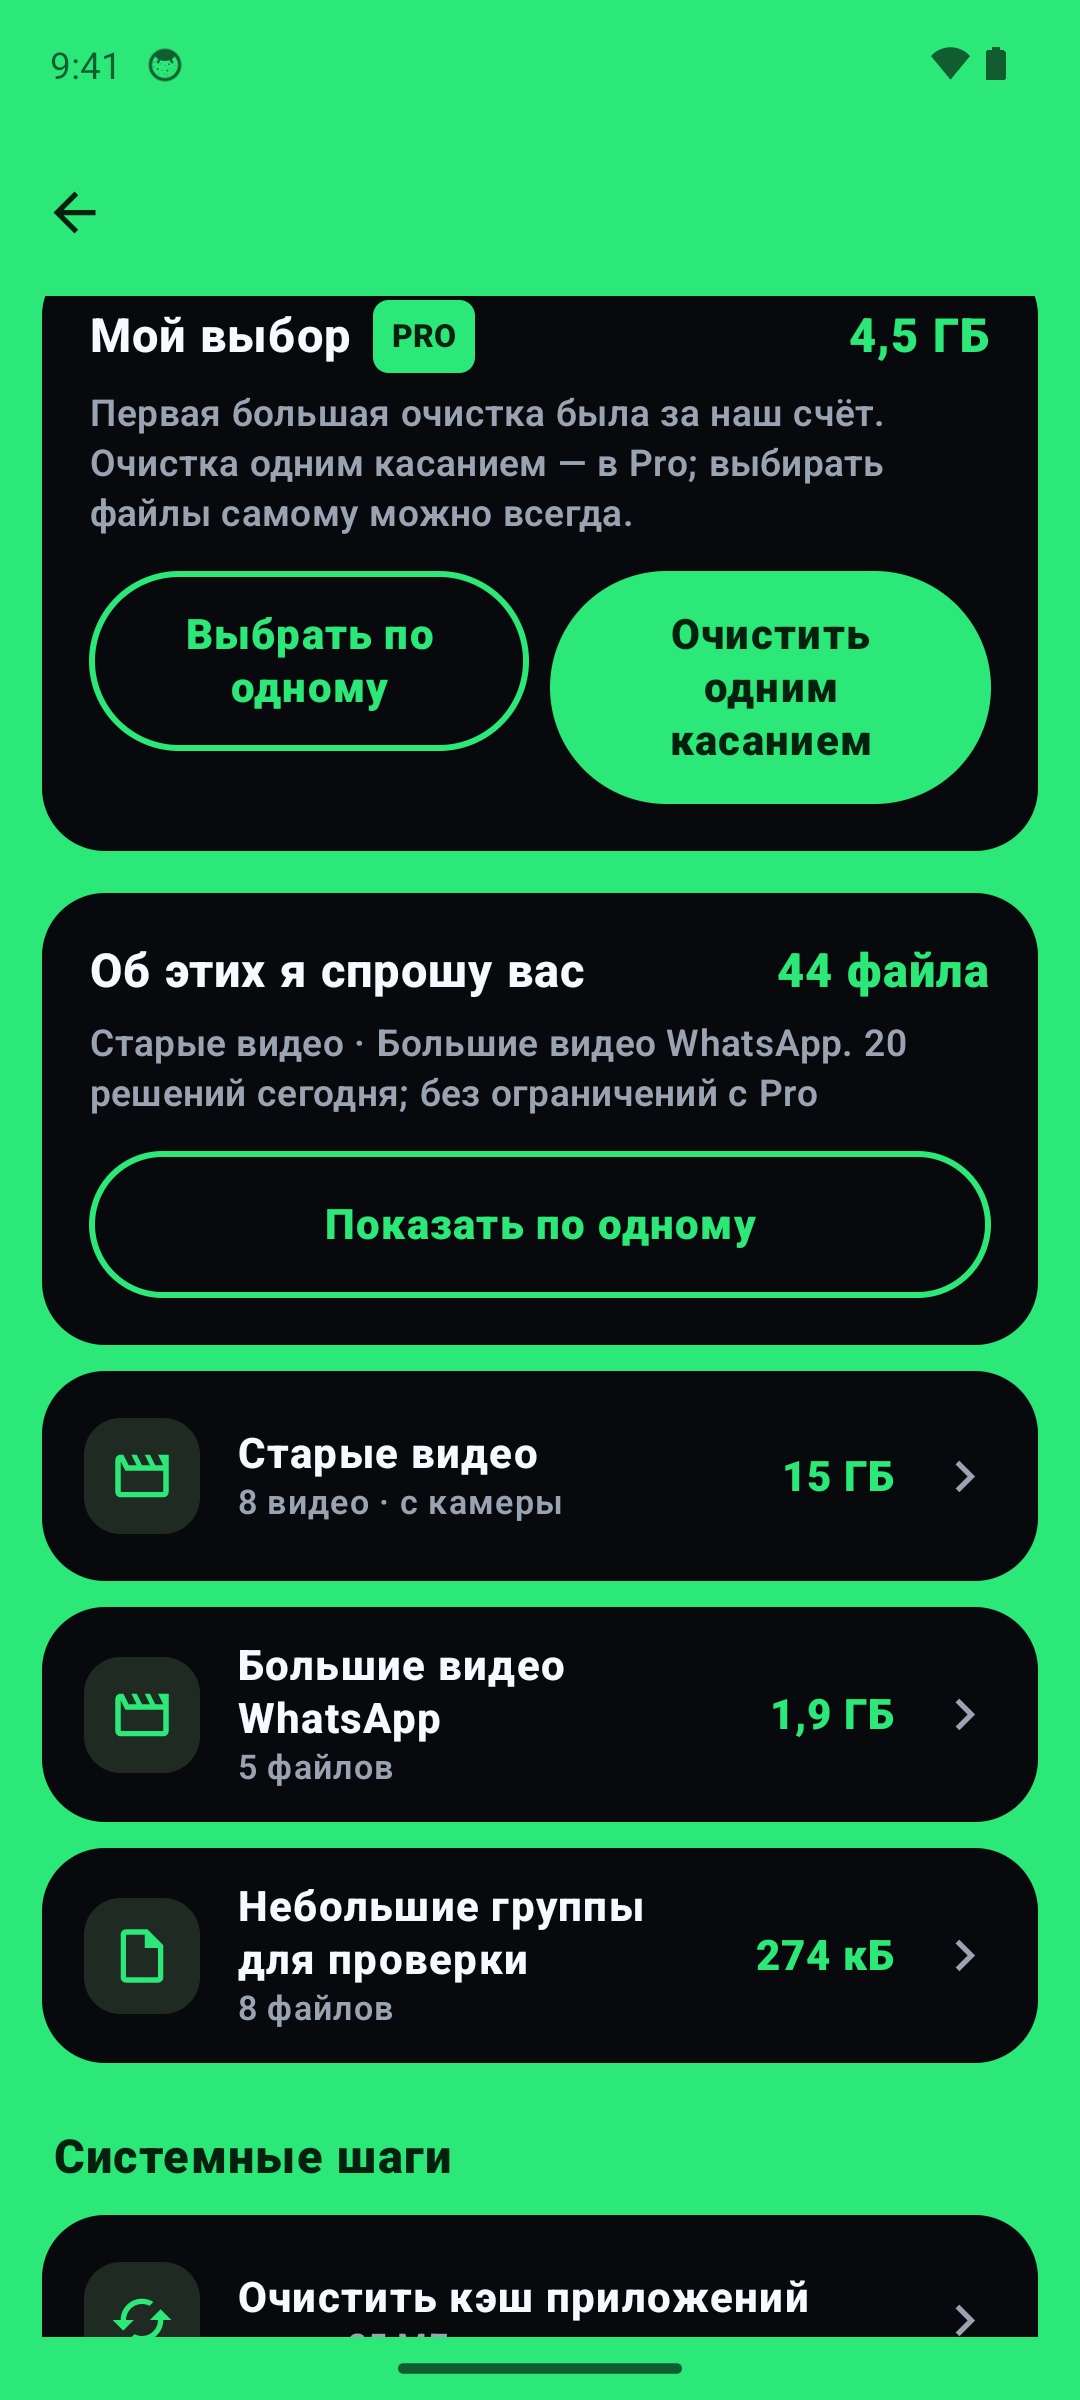 9:41
Мой выбор PRO 4,5 ГБ
Первая большая очистка была за наш счёт.
Очистка одним касанием — в Pro; выбирать
файлы самому можно всегда.
Выбрать по
одному
Очистить
одним
касанием
Об этих я спрошу вас 44 файла
Старые видео · Большие видео WhatsApp. 20
решений сегодня; без ограничений с Pro
Показать по одному
Старые видео
8 видео · с камеры
15 ГБ
Большие видео
WhatsApp
5 файлов
1,9 ГБ
Небольшие группы
для проверки
8 файлов
274 кБ
Системные шаги
Очистить кэш приложений